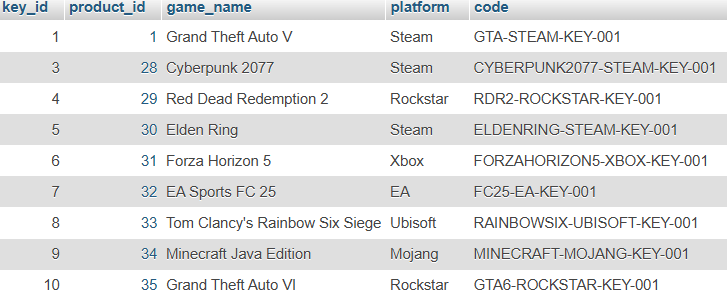 key_id product_id game_name platform code
1 1 Grand Theft Auto V Steam GTA-STEAM-KEY-001
3 28 Cyberpunk 2077 Steam CYBERPUNK2077-STEAM-KEY-001
4 29 Red Dead Redemption 2 Rockstar RDR2-ROCKSTAR-KEY-001
5 30 Elden Ring Steam ELDENRING-STEAM-KEY-001
6 31 Forza Horizon 5 Xbox FORZAHORIZON5-XBOX-KEY-001
7 32 EA Sports FC 25 EA FC25-EA-KEY-001
8 33 Tom Clancy's Rainbow Six Siege Ubisoft RAINBOWSIX-UBISOFT-KEY-001
9 34 Minecraft Java Edition Mojang MINECRAFT-MOJANG-KEY-001
10 35 Grand Theft Auto VI Rockstar GTA6-ROCKSTAR-KEY-001